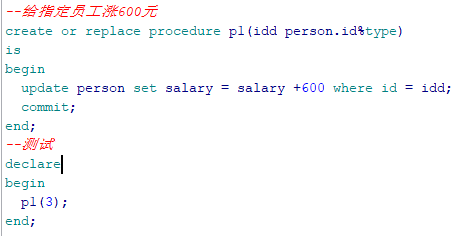 --给指定员工涨600元
create or replace procedure p1(idd person.id%type)
is
begin
  update person set salary = salary +600 where id = idd;
  commit;
end;
--测试
declare
begin
  p1(3);
end;